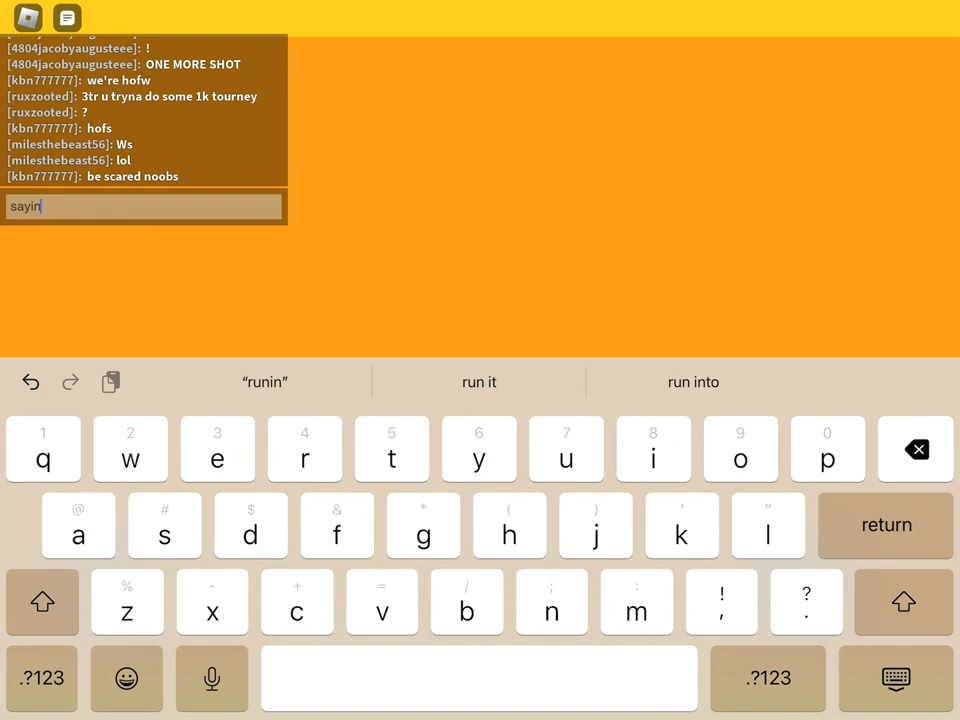 [4804jacobyaugusteee]: !
[4804jacobyaugusteee]: ONE MORE SHOT
[kbn777777]: we're hofw
[ruxzooted]: 3tr u tryna do some 1k tourney
[ruxzooted]: ?
[kbn777777]: hofs
[milesthebeast56]: Ws
[milesthebeast56]: lol
[kbn777777]: be scared noobs
sayin
“runin” run it run into
1 2 3 4 5 6 7 8 9 0
q w e r t y u i o p
@ # $ & * ( ) ' "
a s d f g h j k l return
% - + = / ; : ! ?
z x c v b n m , .
.?123 .?123